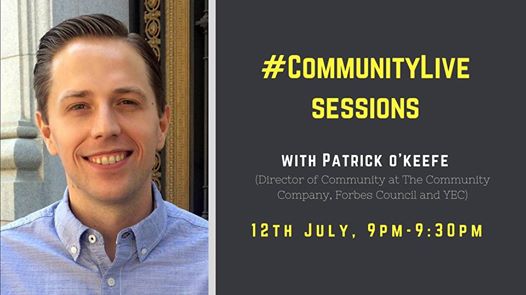 #CommunityLive
sessions
with Patrick O'Keefe
(Director of Community at The Community
Company, Forbes Council and YEC)
12th July, 9pm-9:30pm